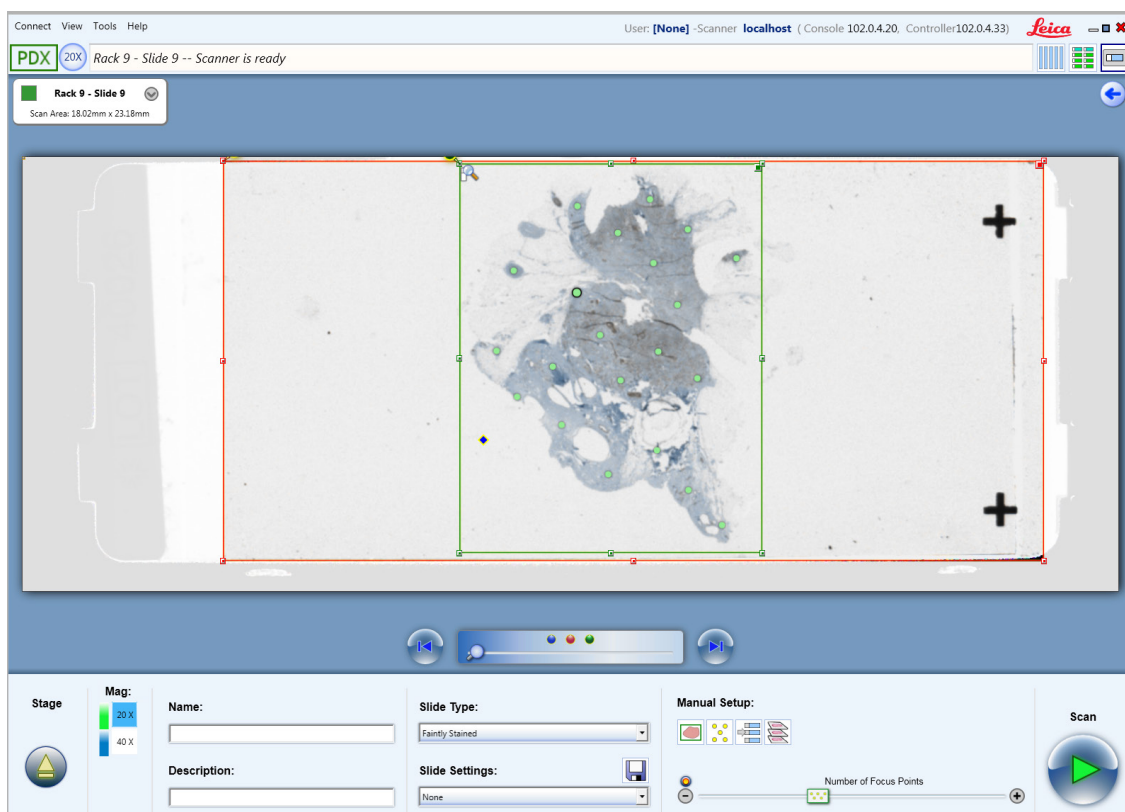 Connect View Tools Help
User: [None] -Scanner localhost ( Console 102.0.4.20, Controller102.0.4.33)
Leica
PDX 20X Rack 9 - Slide 9 -- Scanner is ready
Rack 9 - Slide 9
Scan Area: 18.02mm x 23.18mm
Stage
Mag:
20 X
40 X
Name:
Description:
Slide Type:
Faintly Stained
Slide Settings:
None
Manual Setup:
Number of Focus Points
Scan